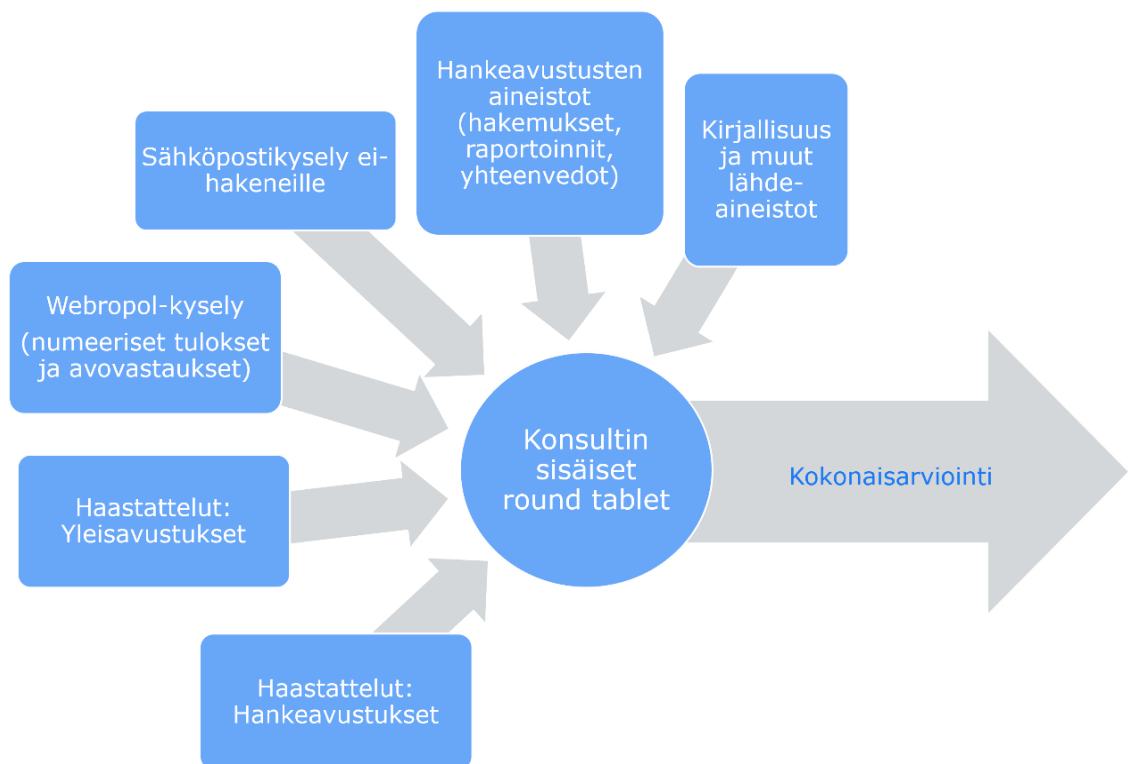 Hankeavustusten
aineistot
(hakemukset,
raportoinnit,
yhteenvedot)
Kirjallisuus
ja muut
lähde-
aineistot
Sähköpostikysely ei-
hakeneille
Webropol-kysely
(numeeriset tulokset
ja avovastaukset)
Haastattelut:
Yleisavustukset
Haastattelut:
Hankeavustukset
Konsultin
sisäiset
round tablet
Kokonaisarviointi